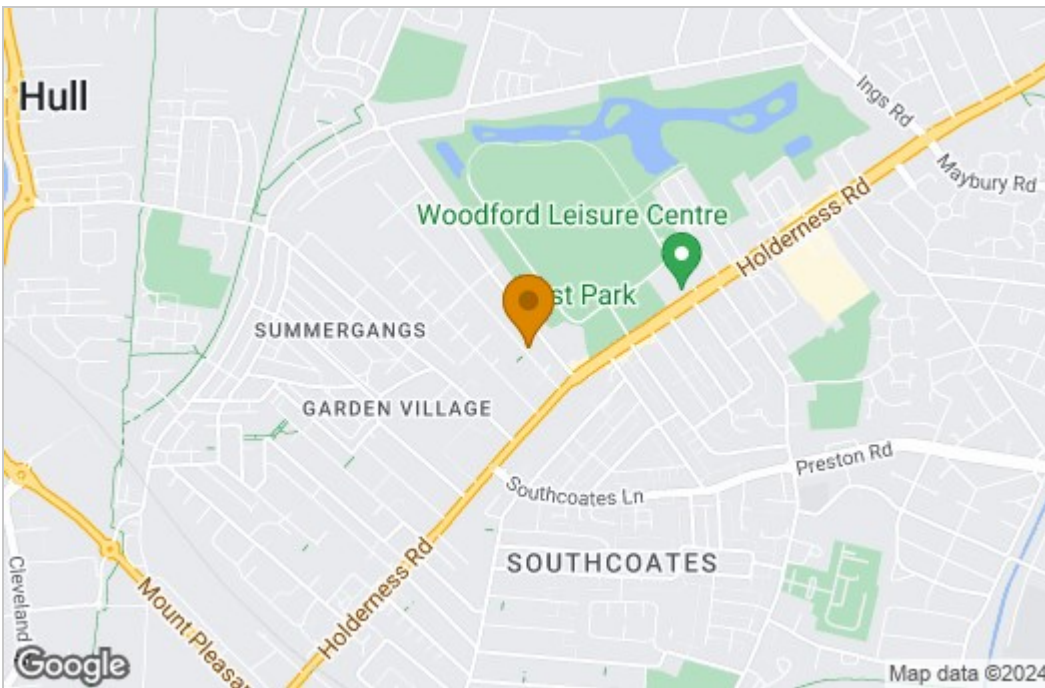 Hull
Ings Rd
Maybury Rd
Woodford Leisure Centre
Holderness Rd
st Park
SUMMERGANGS
GARDEN VILLAGE
Preston Rd
Southcoates Ln
SOUTHCOATES
Holderness Rd
Cleveland
Mount Pleasan
Google
Map data ©2024